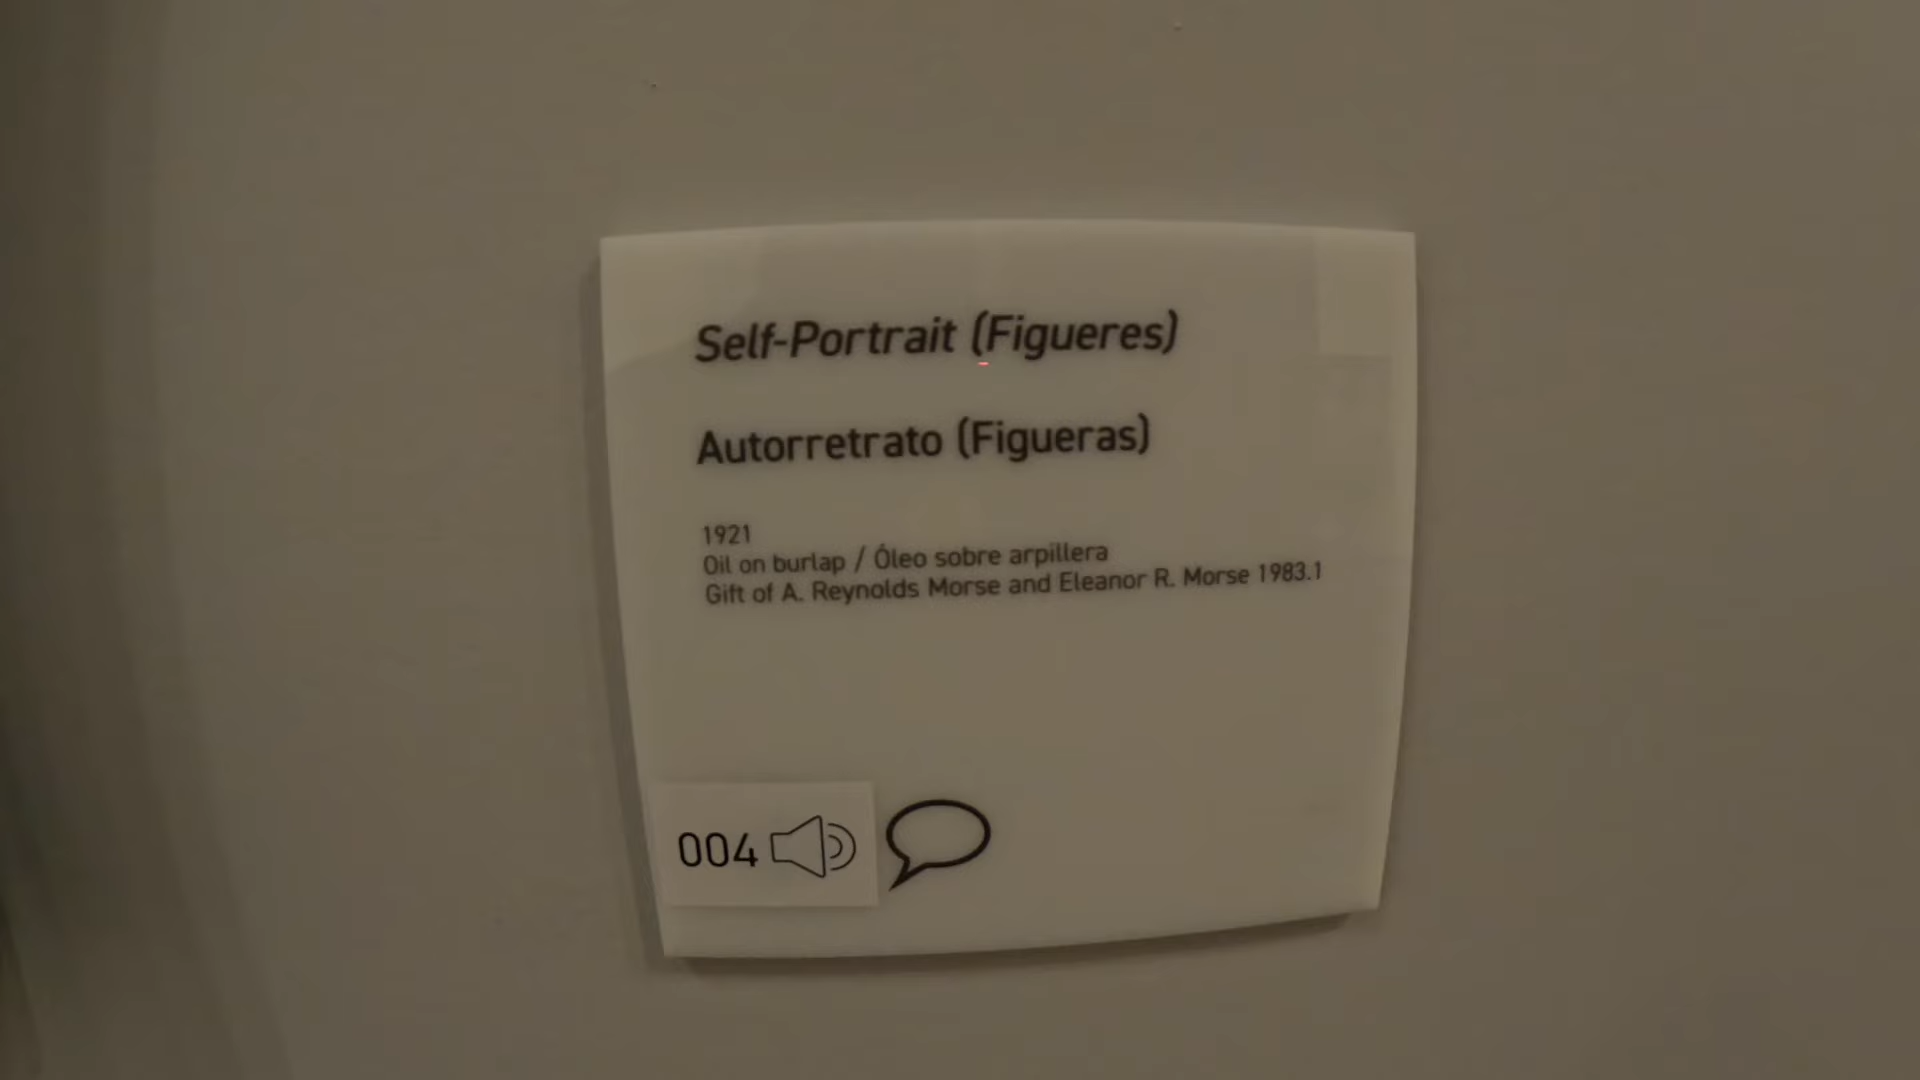 Self-Portrait (Figueres)
Autorretrato (Figueras)
1921
Oil on burlap / Óleo sobre arpillera
Gift of A. Reynolds Morse and Eleanor R. Morse 1983.1
004